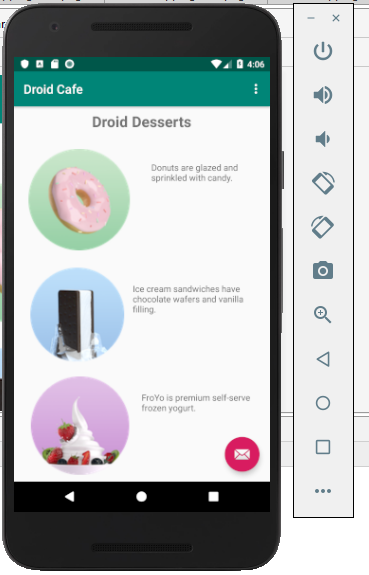 4:06
Droid Cafe
Droid Desserts
Donuts are glazed and
sprinkled with candy.
Ice cream sandwiches have
chocolate wafers and vanilla
filling.
FroYo is premium self-serve
frozen yogurt.